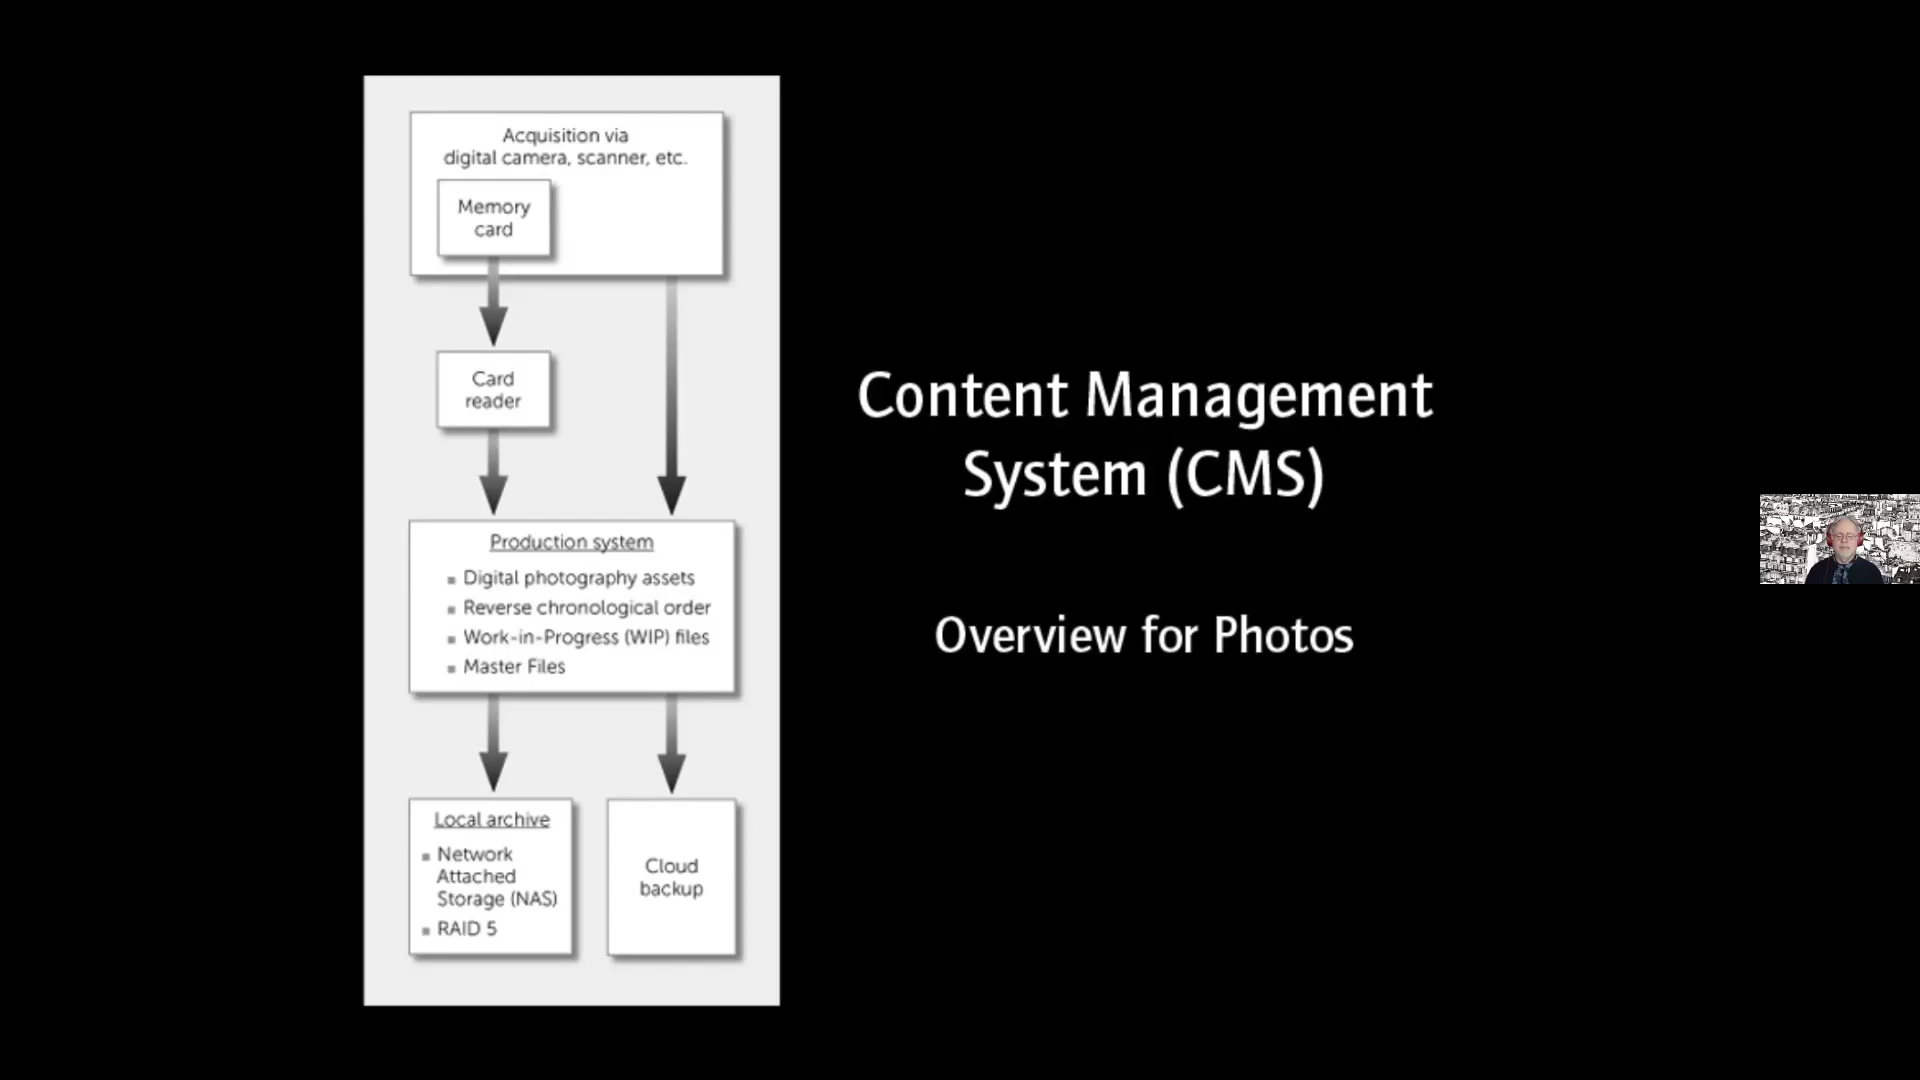 Acquisition via
digital camera, scanner, etc.
Memory
card
Card
reader
Production system
Digital photography assets
Reverse chronological order
Work-in-Progress (WIP) files
Master Files
Local archive
Network
Attached
Storage (NAS)
RAID 5
Cloud
backup
Content Management
System (CMS)
Overview for Photos